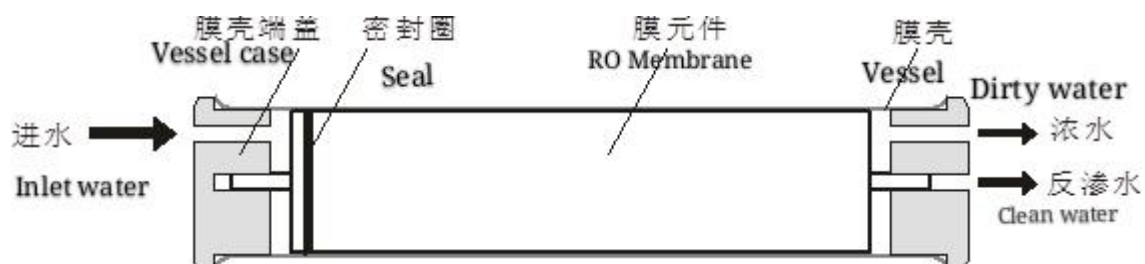 膜壳端盖
Vessel case
密封圈
Seal
膜元件
RO Membrane
膜壳
Vessel
Dirty water
浓水
进水
Inlet water
反渗水
Clean water